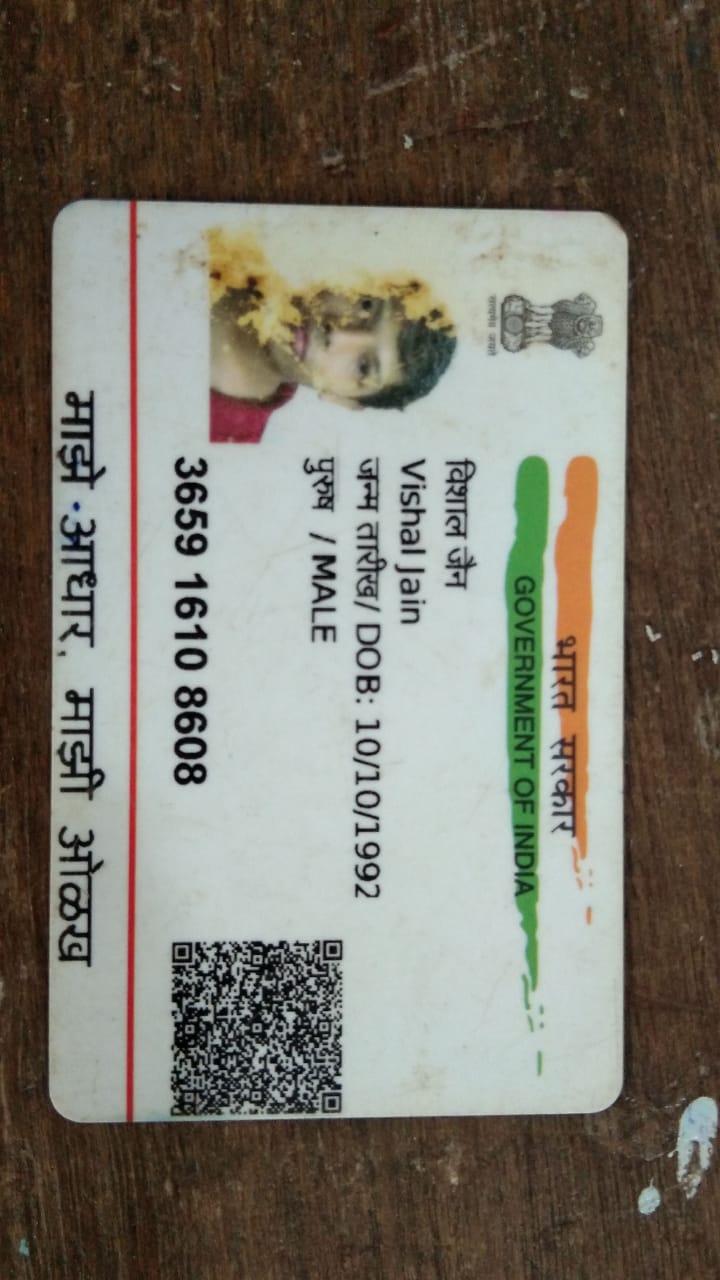 भारत सरकार
GOVERNMENT OF INDIA
सत्यमेव जयते
विशाल जैन
Vishal Jain
जन्म तारीख/ DOB: 10/10/1992
पुरुष / MALE
3659 1610 8608
माझे आधार, माझी ओळख